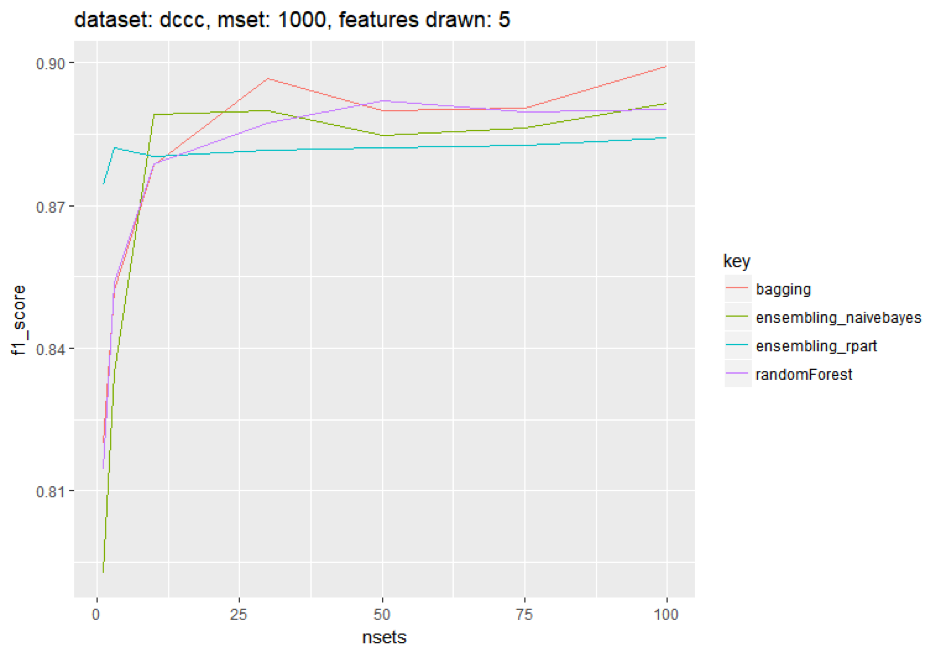 dataset: dccc, mset: 1000, features drawn: 5
0.90
0.87
0.84
0.81
f1_score
0
25
50
75
100
nsets
key
bagging
ensembling_naivebayes
ensembling_rpart
randomForest